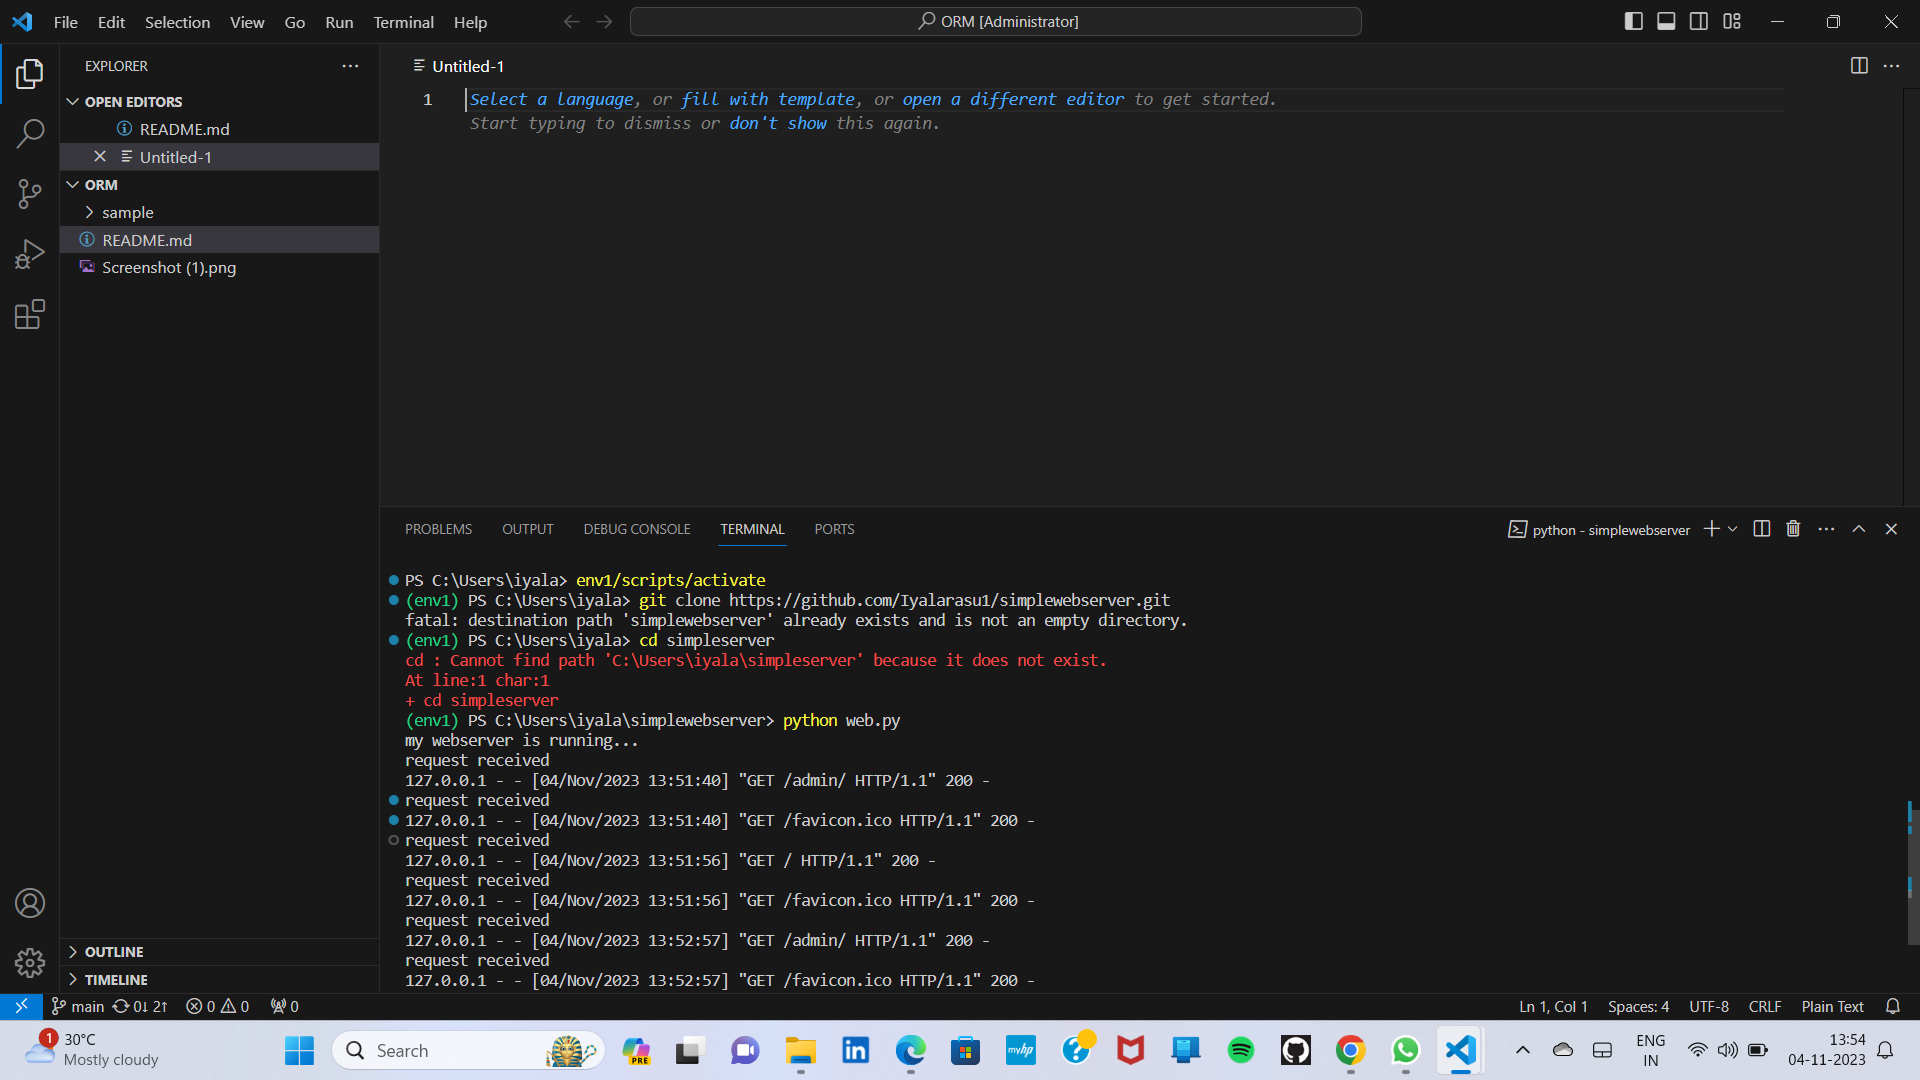 File Edit Selection View Go Run Terminal Help
ORM [Administrator]
EXPLORER
OPEN EDITORS
README.md
Untitled-1
ORM
sample
README.md
Screenshot (1).png
OUTLINE
TIMELINE
Untitled-1
1 Select a language, or fill with template, or open a different editor to get started.
Start typing to dismiss or don't show this again.
PROBLEMS OUTPUT DEBUG CONSOLE TERMINAL PORTS
python - simplewebserver
PS C:\Users\iyala> env1/scripts/activate
(env1) PS C:\Users\iyala> git clone https://github.com/Iyalarasu1/simplewebserver.git
fatal: destination path 'simplewebserver' already exists and is not an empty directory.
(env1) PS C:\Users\iyala> cd simpleserver
cd : Cannot find path 'C:\Users\iyala\simpleserver' because it does not exist.
At line:1 char:1
+ cd simpleserver
(env1) PS C:\Users\iyala\simplewebserver> python web.py
my webserver is running...
request received
127.0.0.1 - - [04/Nov/2023 13:51:40] "GET /admin/ HTTP/1.1" 200 -
request received
127.0.0.1 - - [04/Nov/2023 13:51:40] "GET /favicon.ico HTTP/1.1" 200 -
request received
127.0.0.1 - - [04/Nov/2023 13:51:56] "GET / HTTP/1.1" 200 -
request received
127.0.0.1 - - [04/Nov/2023 13:51:56] "GET /favicon.ico HTTP/1.1" 200 -
request received
127.0.0.1 - - [04/Nov/2023 13:52:57] "GET /admin/ HTTP/1.1" 200 -
request received
127.0.0.1 - - [04/Nov/2023 13:52:57] "GET /favicon.ico HTTP/1.1" 200 -
main 0↓ 2↑ 0 0 0
Ln 1, Col 1 Spaces: 4 UTF-8 CRLF Plain Text
1
30°C
Mostly cloudy
Search
PRE
in
myhp
?
ENG
IN
13:54
04-11-2023